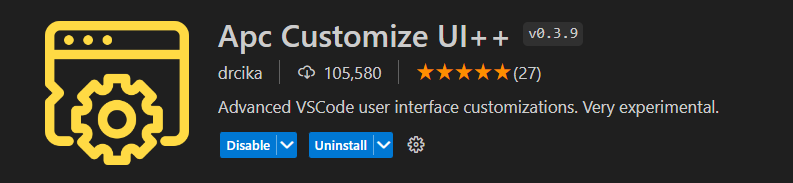 Apc Customize UI++ v0.3.9
drcika 105,580 ★★★★★(27)
Advanced VSCode user interface customizations. Very experimental.
Disable Uninstall